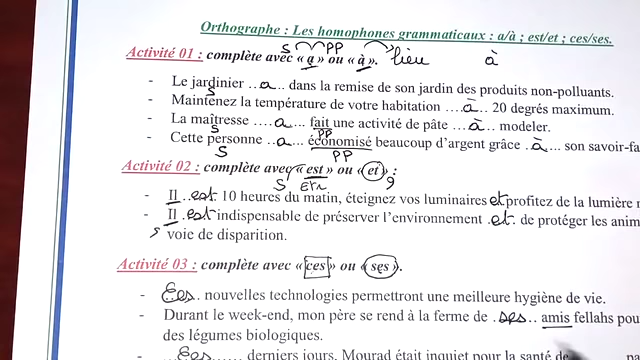 Orthographe : Les homophones grammaticaux : a/à ; est/et ; ces/ses.
S PP
Activité 01 : complète avec « a » ou « à ». lieu à
- Le jardinier ..a.. dans la remise de son jardin des produits non-polluants.
S
- Maintenez la température de votre habitation ....à.. 20 degrés maximum.
- La maîtresse ....a.... fait une activité de pâte ...à.. modeler.
S PP
- Cette personne ..a... économisé beaucoup d'argent grâce .à... son savoir-fa
S PP
Activité 02 : complète avec « est » ou « et » :
S
- Il ..est. 10 heures du matin, éteignez vos luminaires et profitez de la lumière
- Il .est indispensable de préserver l'environnement .et. de protéger les anim
voie de disparition.
Activité 03 : complète avec « ces » ou « ses ».
- Ces. nouvelles technologies permettront une meilleure hygiène de vie.
- Durant le week-end, mon père se rend à la ferme de .ses.. amis fellahs pou
des légumes biologiques.
- .Ces...... derniers jours, Mourad était inquiet pour la santé de